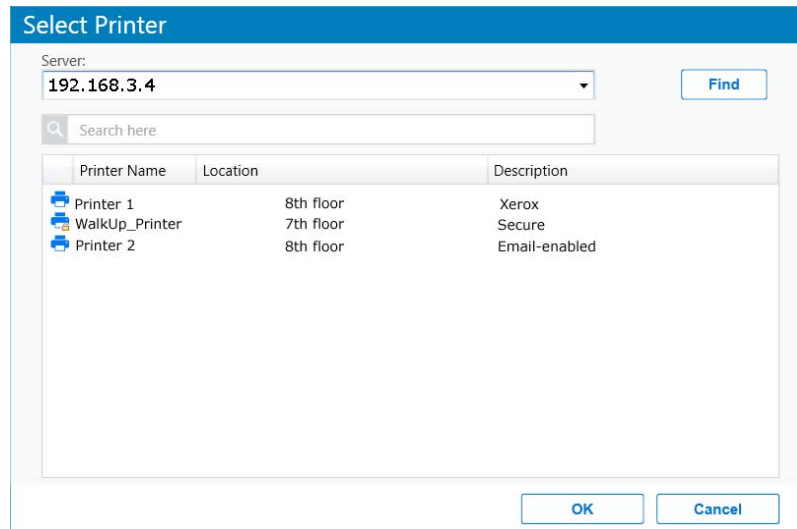 Select Printer
Server:
192.168.3.4
Find
Search here
Printer Name Location Description
Printer 1 8th floor Xerox
WalkUp_Printer 7th floor Secure
Printer 2 8th floor Email-enabled
OK Cancel